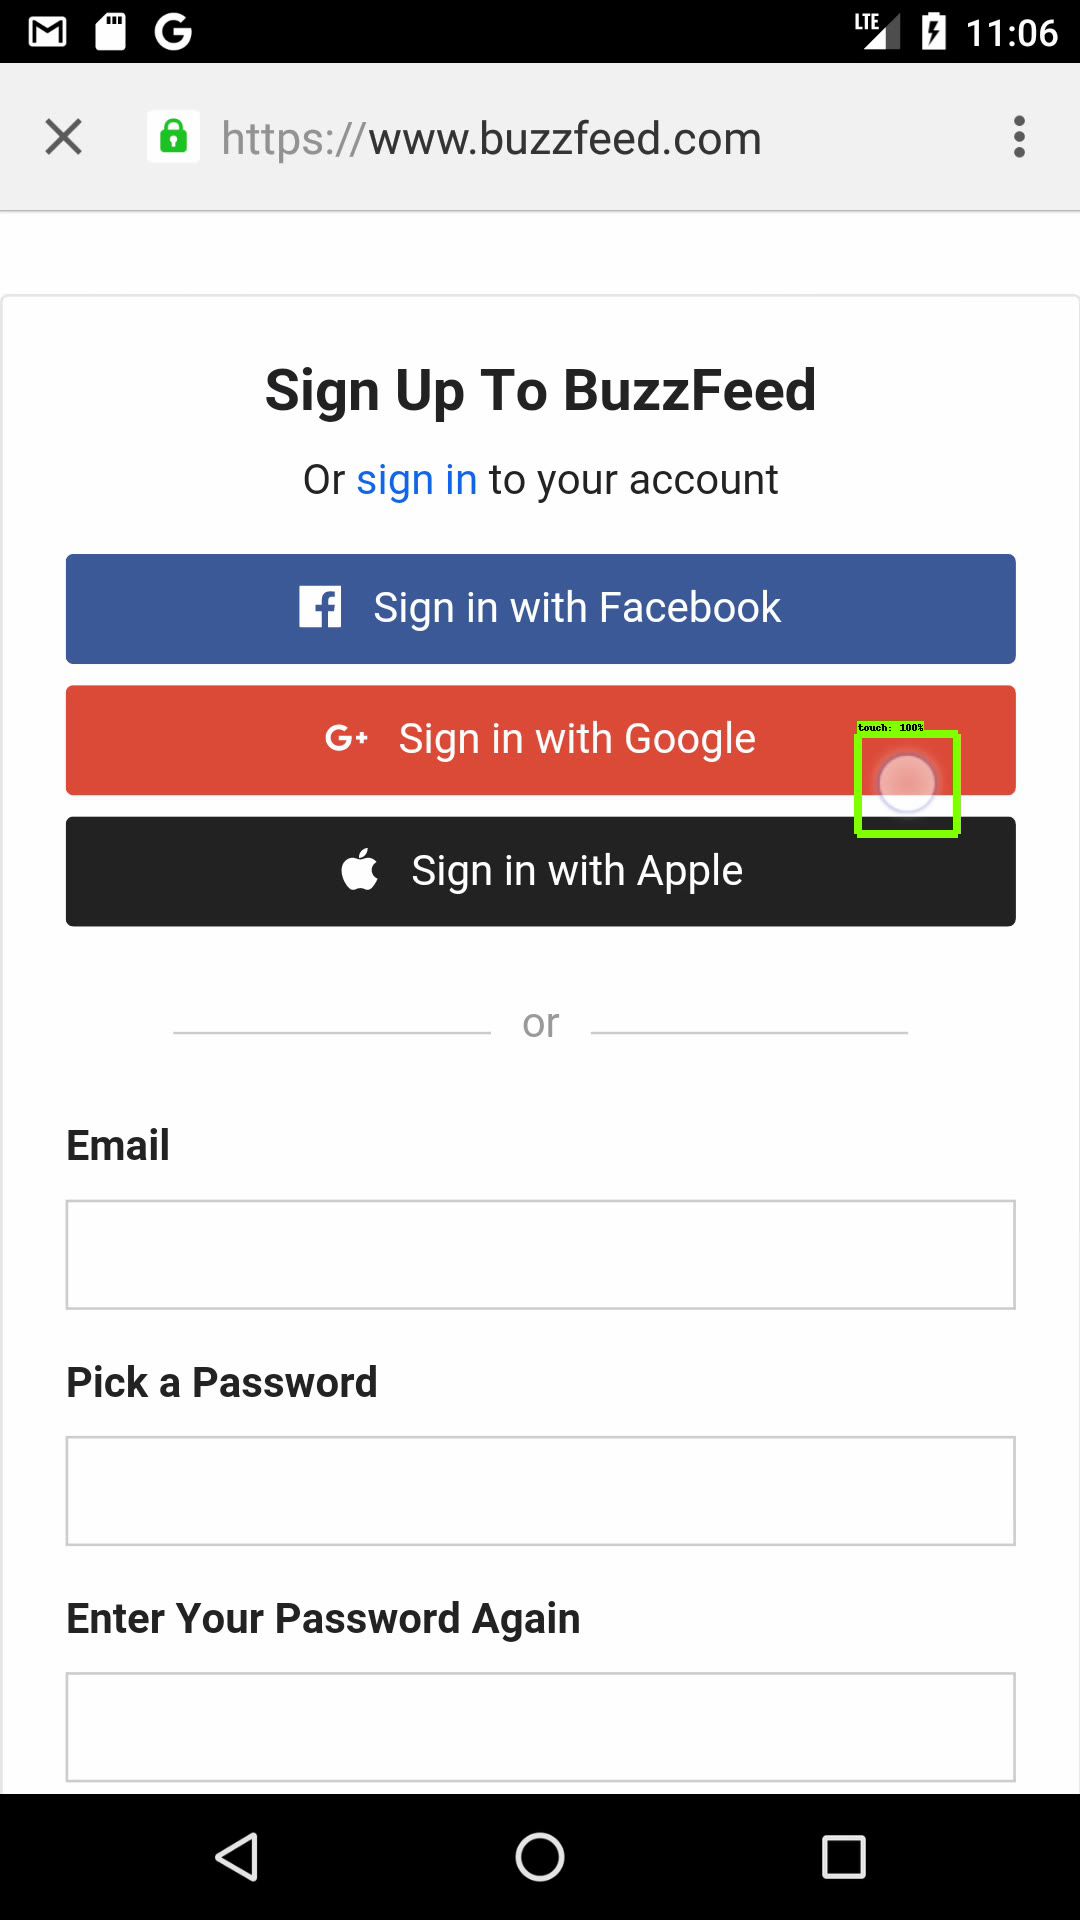 LTE 11:06
https://www.buzzfeed.com
Sign Up To BuzzFeed
Or sign in to your account
Sign in with Facebook
G+ Sign in with Google
touch: 100%
Sign in with Apple
or
Email
Pick a Password
Enter Your Password Again